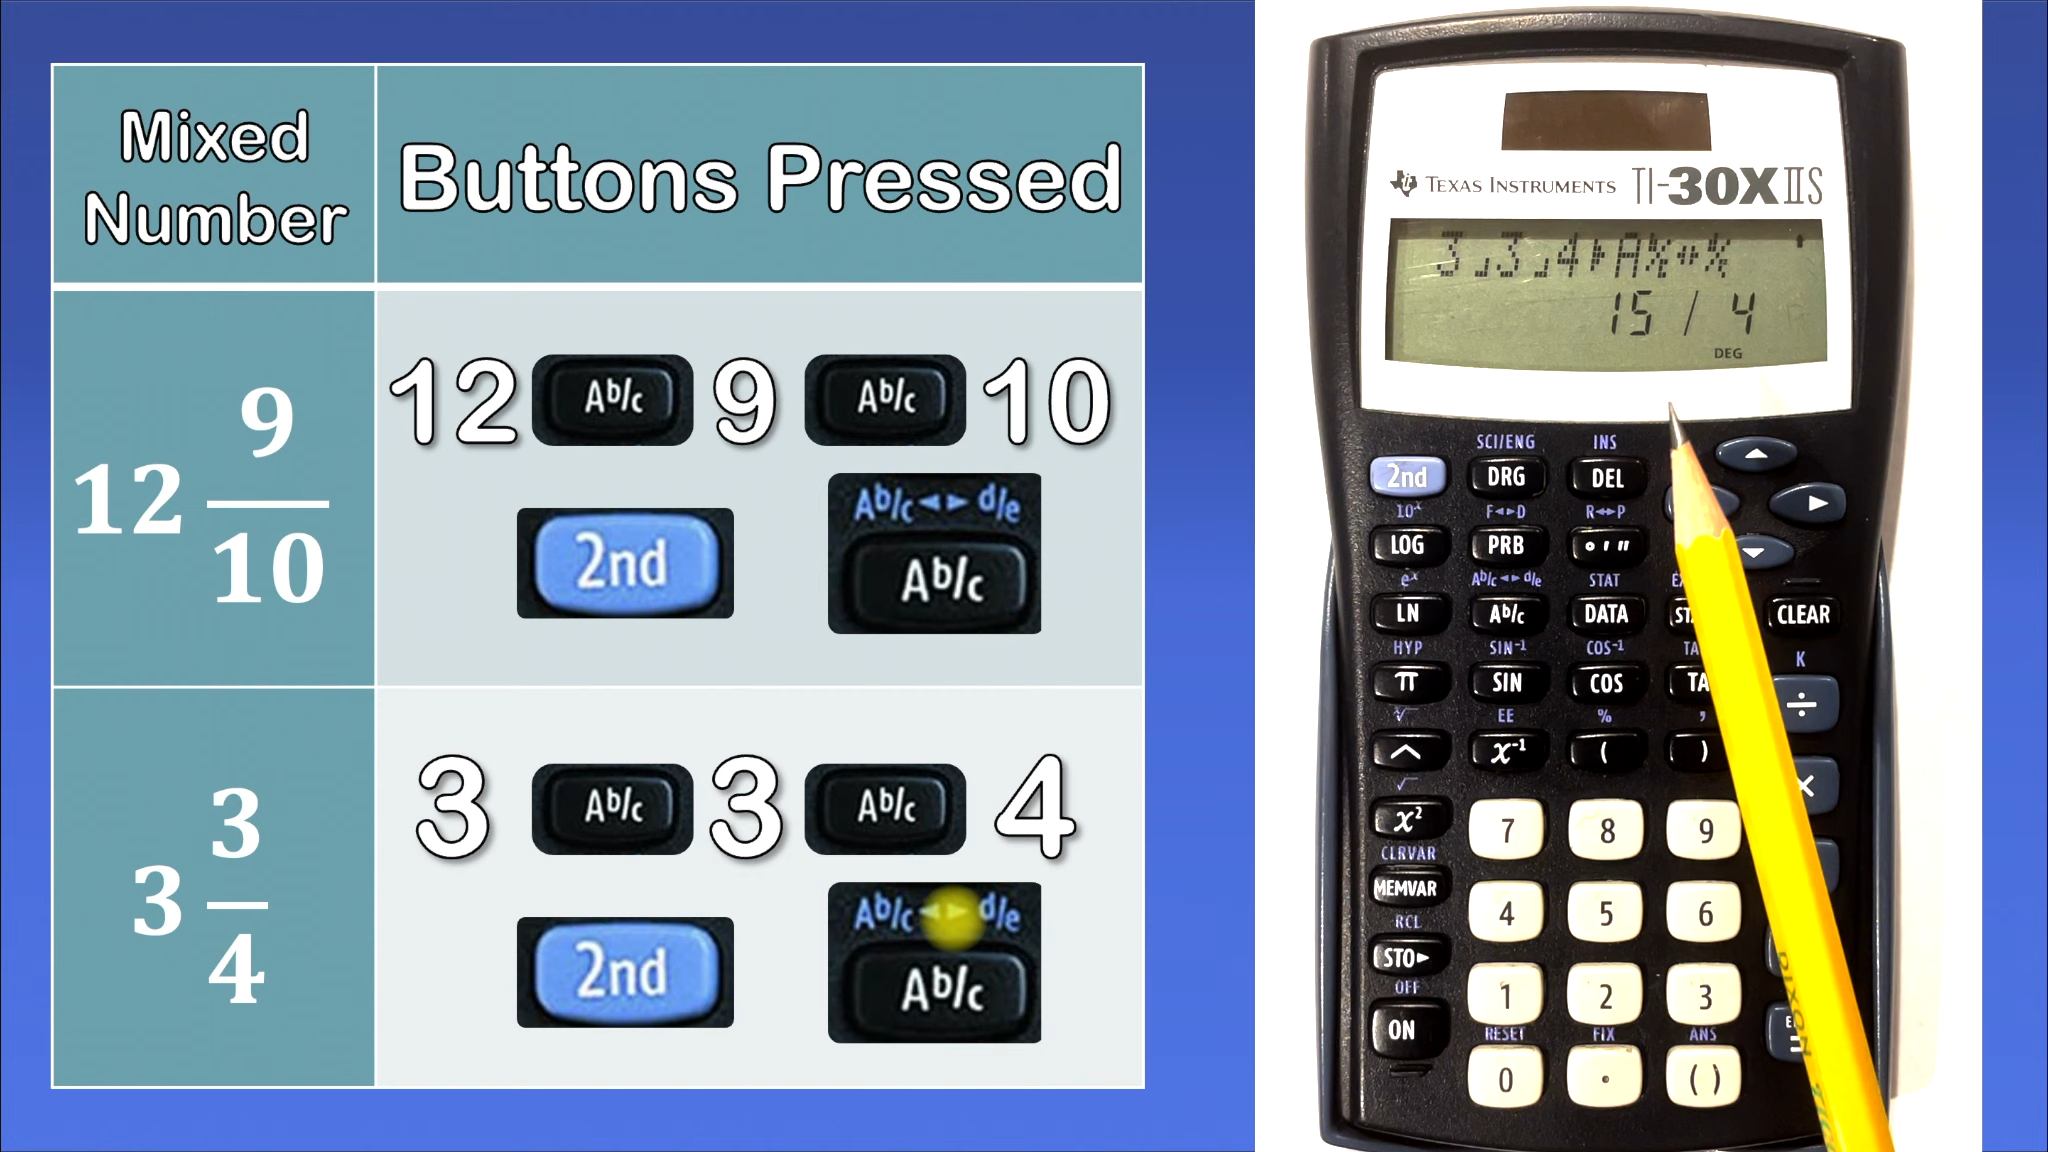 Mixed
Number
Buttons Pressed
12 9/10
12 Ab/c 9 Ab/c 10
Ab/c ◄► d/e
2nd Ab/c
3 3/4
3 Ab/c 3 Ab/c 4
Ab/c ◄► d/e
2nd Ab/c
TEXAS INSTRUMENTS TI-30X IIS
3⌟3⌟4►A b/c◄►d/e
15 / 4
DEG
SCI/ENG INS
2nd DRG DEL
10ˣ F◄►D R◄►P
LOG PRB ° ′ ″
eˣ Ab/c◄►d/e STAT
LN Ab/c DATA CLEAR
HYP SIN⁻¹ COS⁻¹ K
π SIN COS ÷
ˣ√ EE % ,
^ x⁻¹ ( )
√ ×
x² 7 8 9
CLRVAR
MEMVAR 4 5 6
RCL
STO► 1 2 3
OFF
ON
RESET FIX ANS
0 . (-)
DIXON